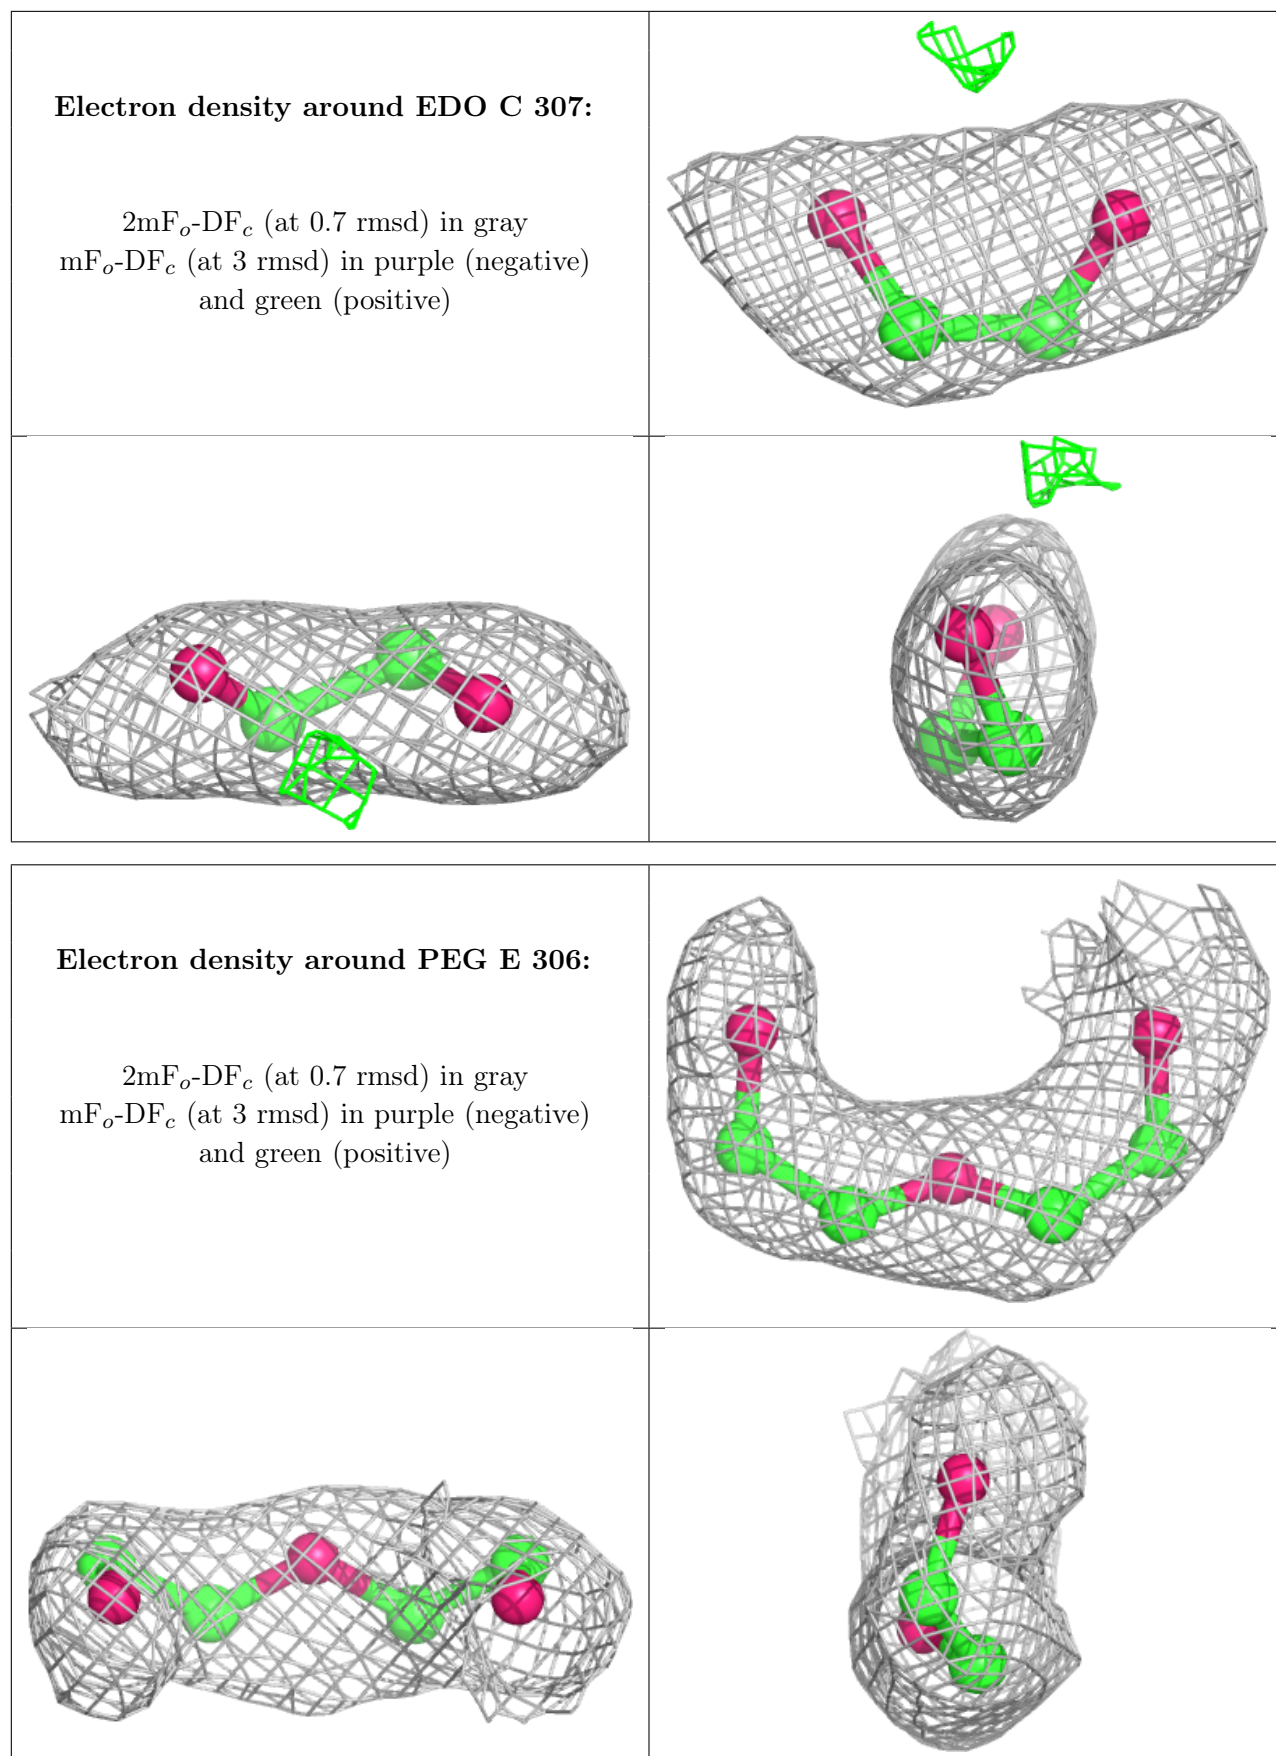 Electron density around EDO C 307:
2mFₒ-DF𝒸 (at 0.7 rmsd) in gray
mFₒ-DF𝒸 (at 3 rmsd) in purple (negative)
and green (positive)
Electron density around PEG E 306:
2mFₒ-DF𝒸 (at 0.7 rmsd) in gray
mFₒ-DF𝒸 (at 3 rmsd) in purple (negative)
and green (positive)